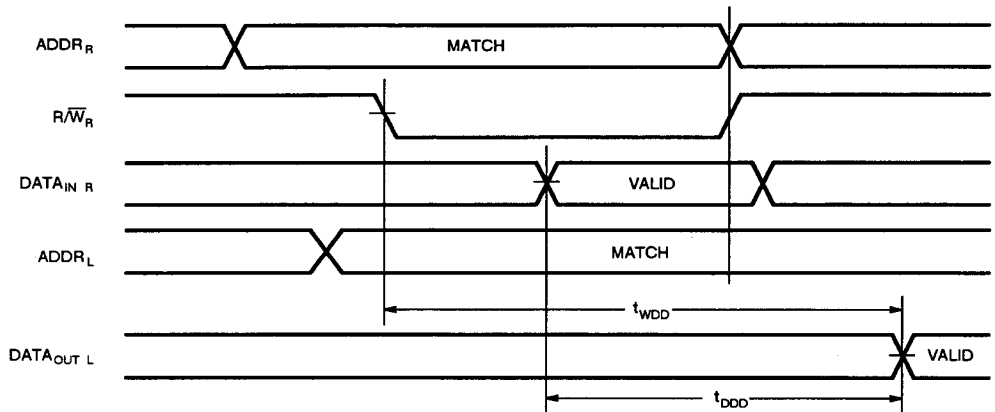 ADDR_R MATCH
R/W̅_R
DATA_IN R VALID
ADDR_L MATCH
t_WDD
DATA_OUT L VALID
t_DDD